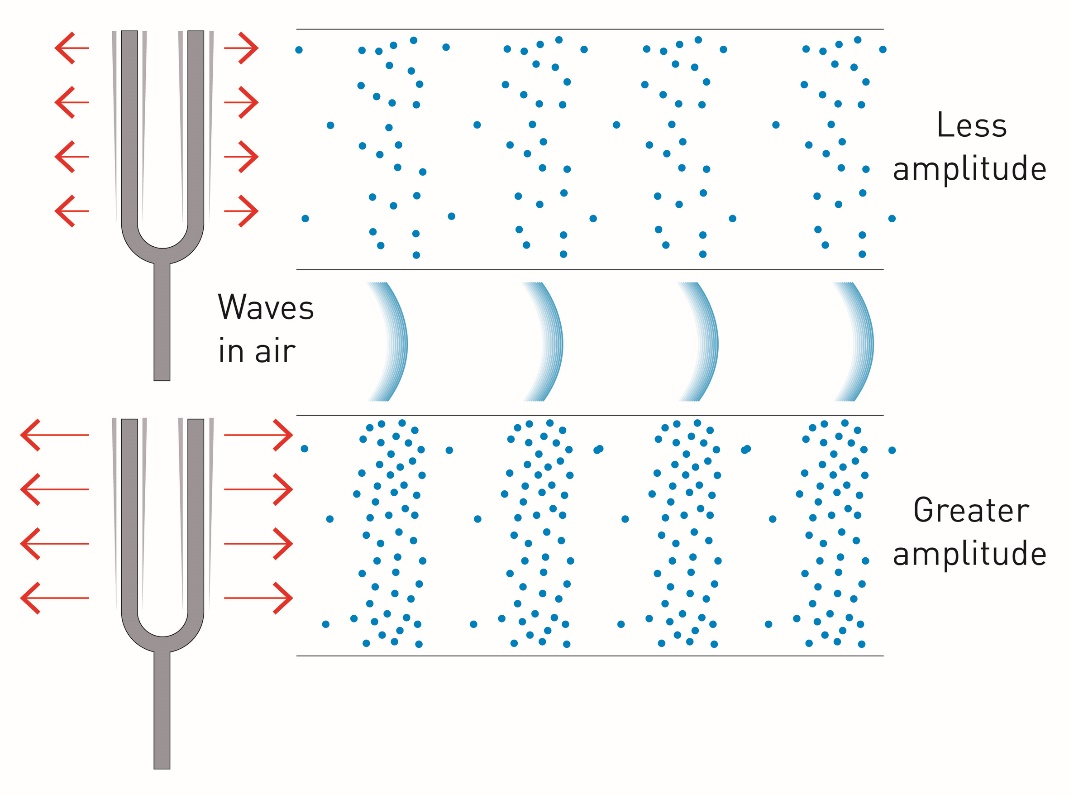 Less
amplitude
Waves
in air
Greater
amplitude